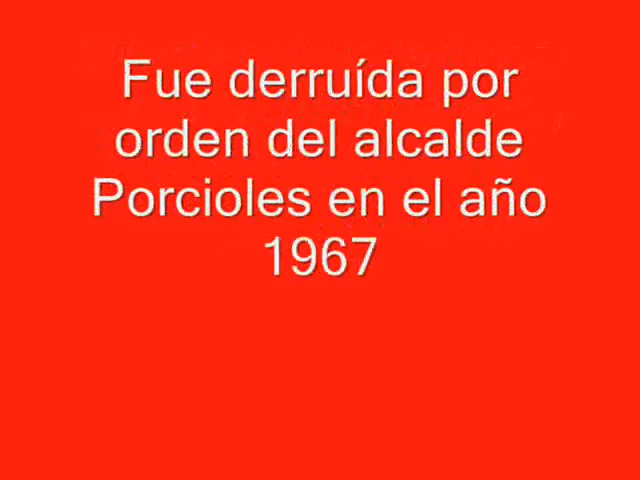 Fue derruída por
orden del alcalde
Porcioles en el año
1967